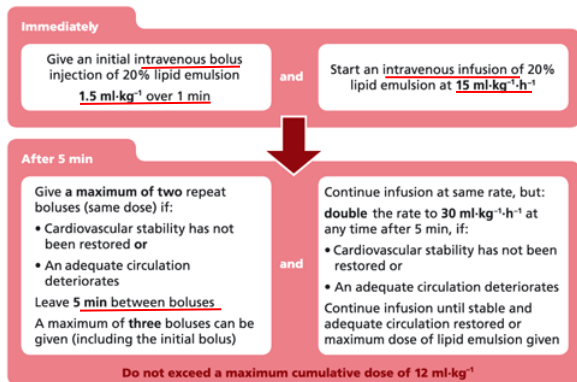 Immediately
Give an initial intravenous bolus
injection of 20% lipid emulsion
1.5 ml·kg⁻¹ over 1 min
and
Start an intravenous infusion of 20%
lipid emulsion at 15 ml·kg⁻¹·h⁻¹
After 5 min
Give a maximum of two repeat
boluses (same dose) if:
• Cardiovascular stability has not
been restored or
• An adequate circulation
deteriorates
Leave 5 min between boluses
A maximum of three boluses can be
given (including the initial bolus)
and
Continue infusion at same rate, but:
double the rate to 30 ml·kg⁻¹·h⁻¹ at
any time after 5 min, if:
• Cardiovascular stability has not been
restored or
• An adequate circulation deteriorates
Continue infusion until stable and
adequate circulation restored or
maximum dose of lipid emulsion given
Do not exceed a maximum cumulative dose of 12 ml·kg⁻¹